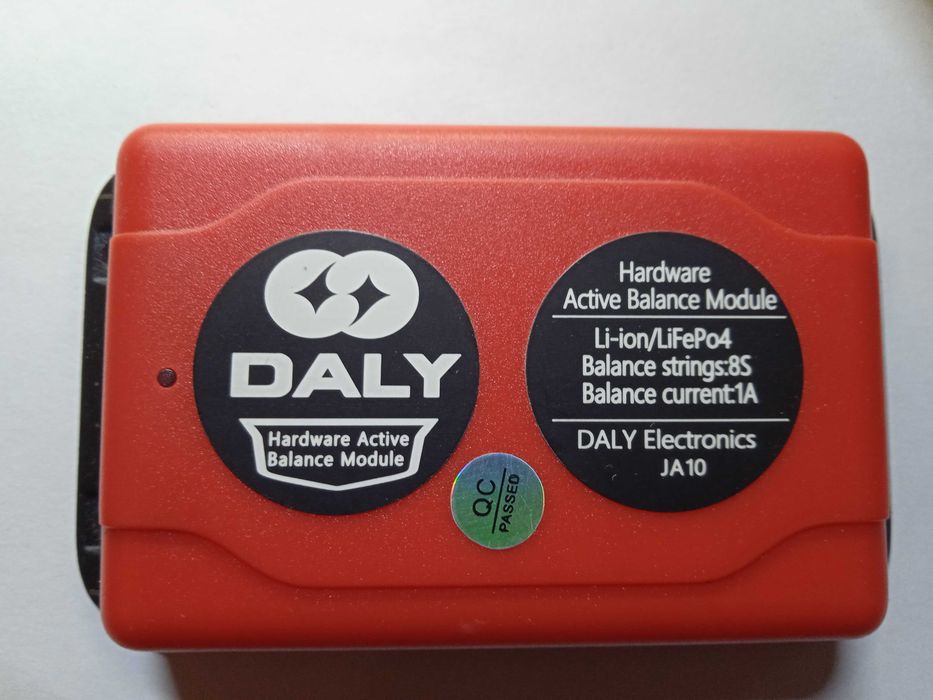 DALY
Hardware Active
Balance Module
Hardware
Active Balance Module
Li-ion/LiFePo4
Balance strings:8S
Balance current:1A
DALY Electronics
JA10
QC
PASSED